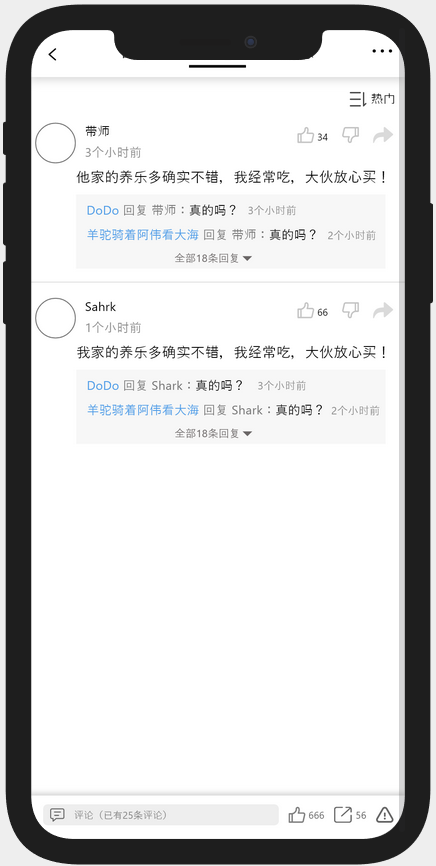 热门
带师
34
3个小时前
他家的养乐多确实不错，我经常吃，大伙放心买！
DoDo 回复 带师：真的吗？ 3个小时前
羊驼骑着阿伟看大海 回复 带师：真的吗？ 2个小时前
全部18条回复
Sahrk
66
1个小时前
我家的养乐多确实不错，我经常吃，大伙放心买！
DoDo 回复 Shark：真的吗？ 3个小时前
羊驼骑着阿伟看大海 回复 Shark：真的吗？ 2个小时前
全部18条回复
评论（已有25条评论） 666 56